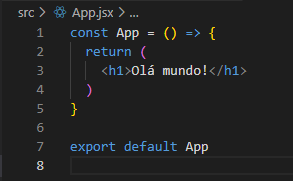 src > App.jsx > ...
1 const App = () => {
2   return (
3     <h1>Olá mundo!</h1>
4   )
5 }
6
7 export default App
8